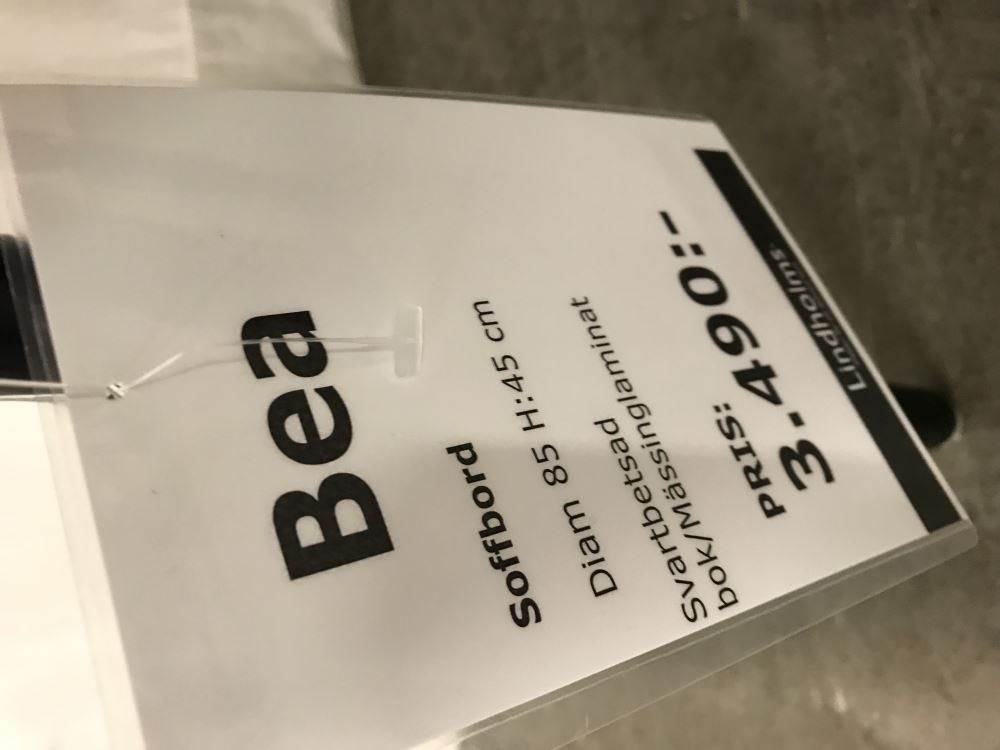 Bea
soffbord
Diam 85 H:45 cm
Svartbetsad
bok/Mässinglaminat
PRIS:
3.490:-
Lindholms